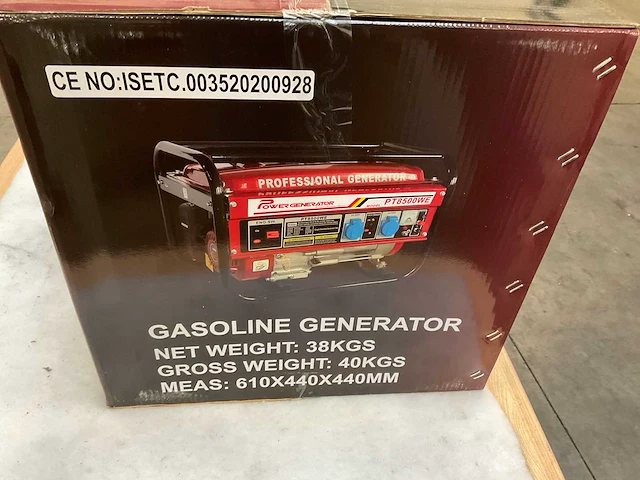 CE NO:ISETC.003520200928
PROFESSIONAL GENERATOR
POWER GENERATOR
PT8500WE
GASOLINE GENERATOR
NET WEIGHT: 38KGS
GROSS WEIGHT: 40KGS
MEAS: 610X440X440MM